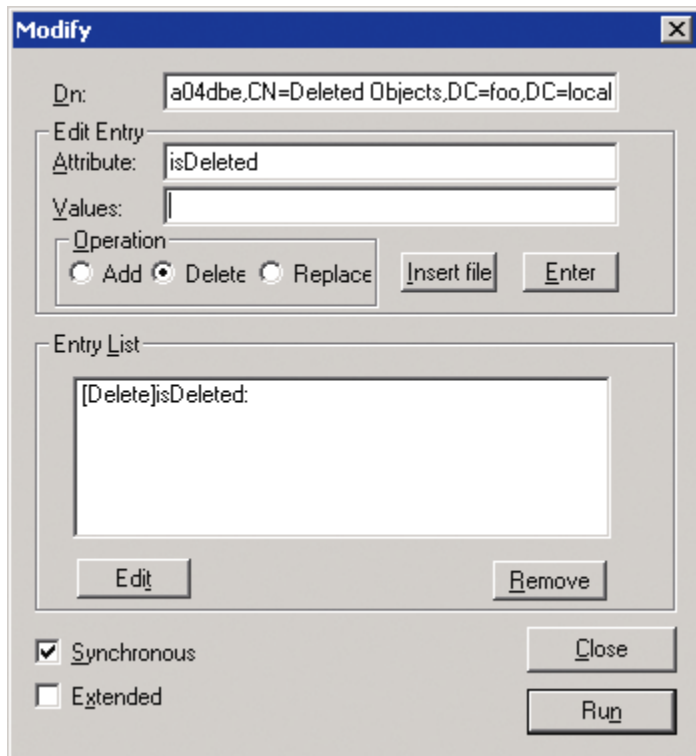 Modify
Dn: a04dbe,CN=Deleted Objects,DC=foo,DC=local
Edit Entry
Attribute: isDeleted
Values:
Operation
Add Delete Replace Insert file Enter
Entry List
[Delete]isDeleted:
Edit Remove
Synchronous Close
Extended Run